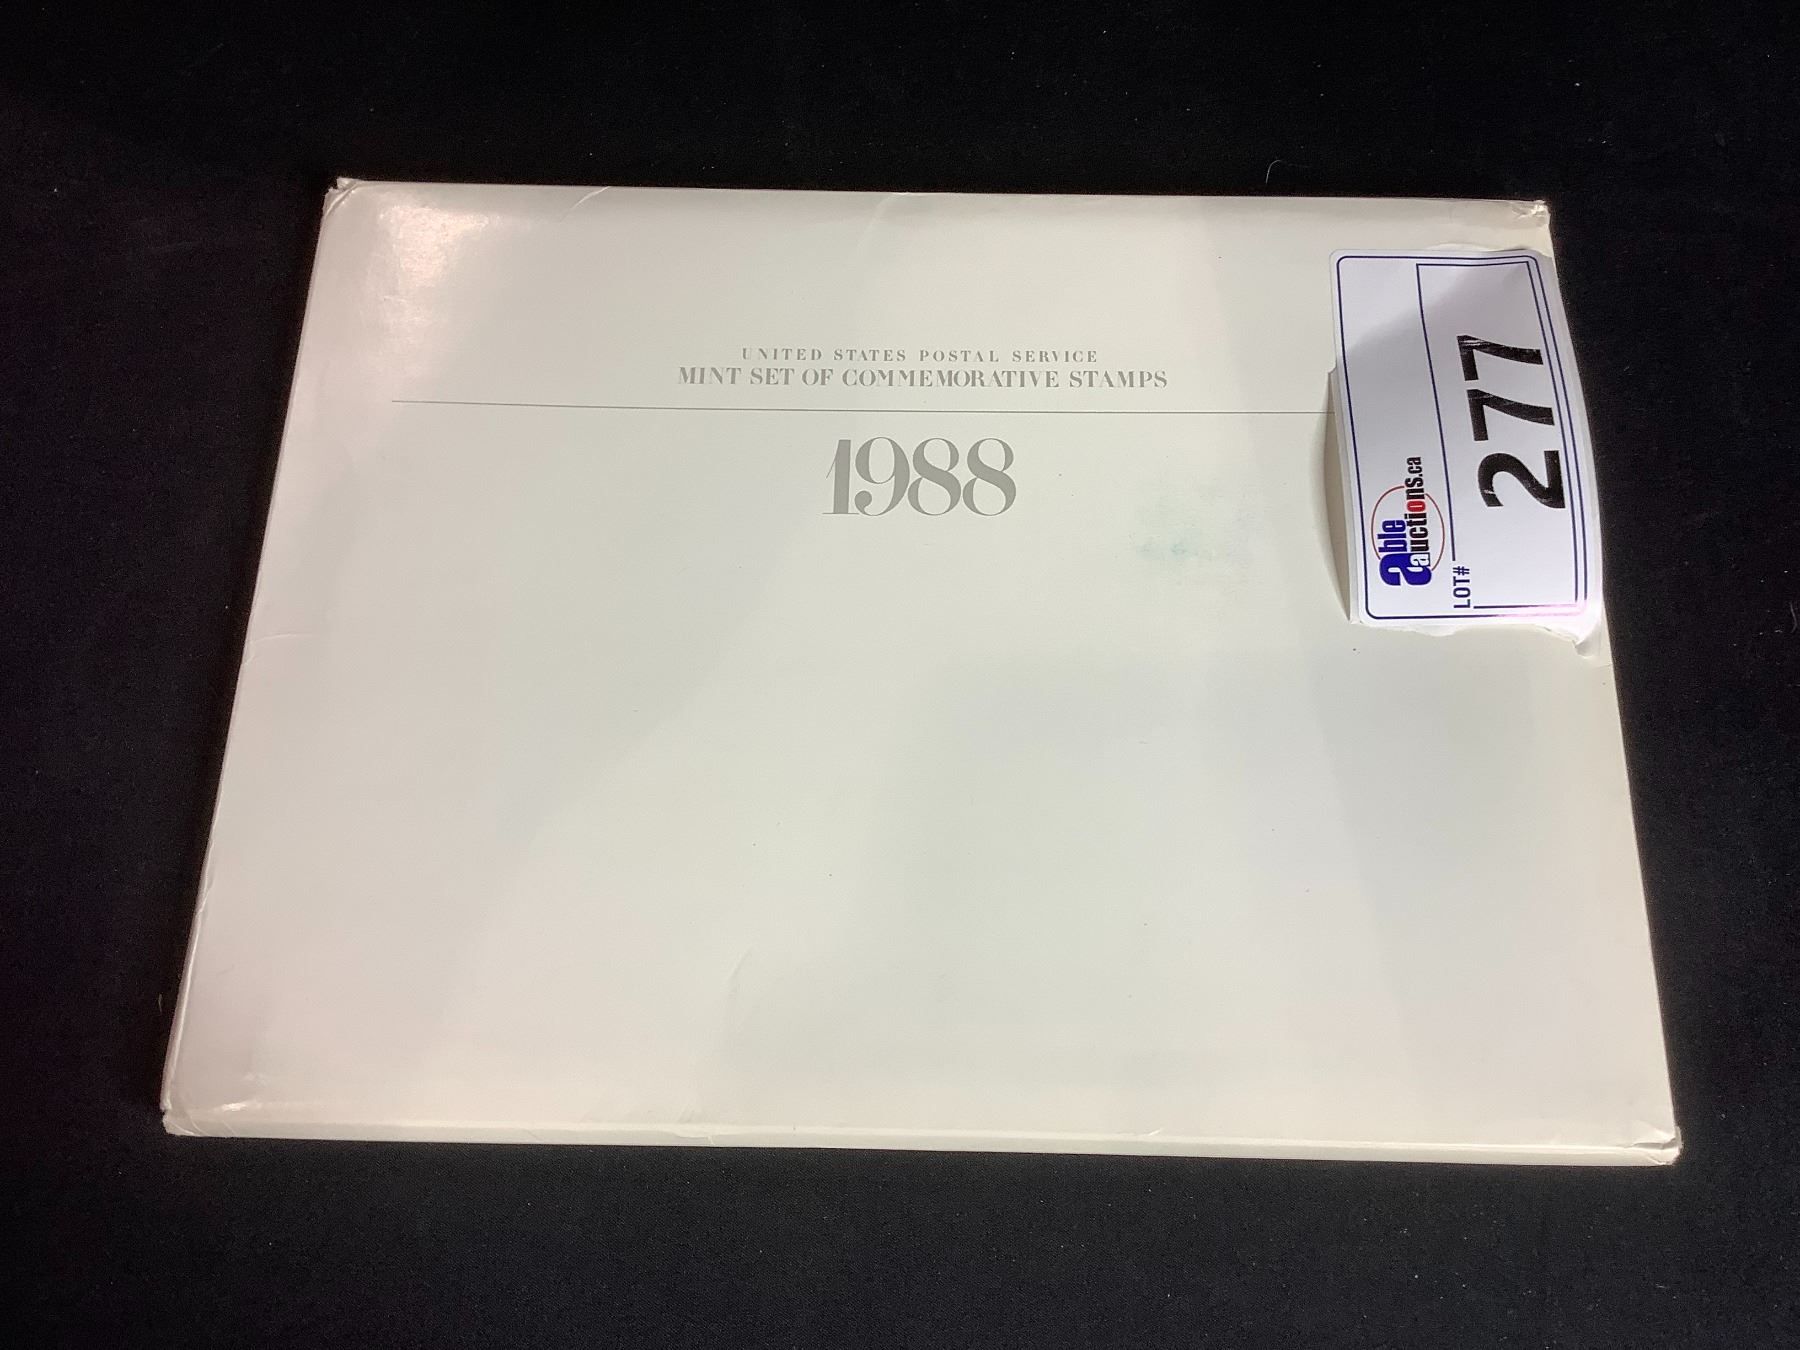 UNITED STATES POSTAL SERVICE
MINT SET OF COMMEMORATIVE STAMPS
1988
able
auctions.ca
LOT#
277